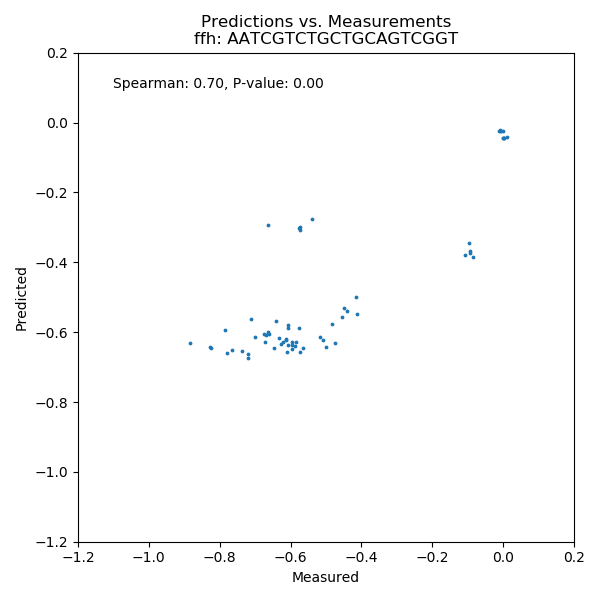 Predictions vs. Measurements
ffh: AATCGTCTGCTGCAGTCGGT
Spearman: 0.70, P-value: 0.00
0.2
0.0
−0.2
−0.4
−0.6
−0.8
−1.0
−1.2
Predicted
−1.2 −1.0 −0.8 −0.6 −0.4 −0.2 0.0 0.2
Measured